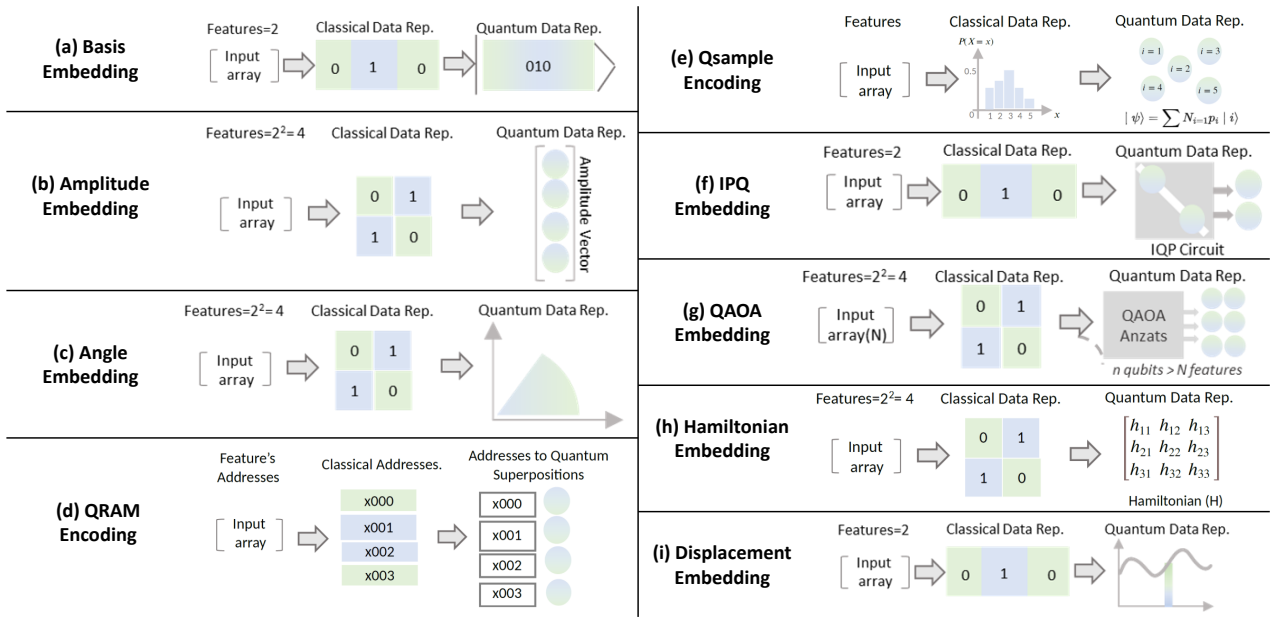 (a) Basis
Embedding
Features=2
Classical Data Rep.
Quantum Data Rep.
Input
array
0 1 0
010
(b) Amplitude
Embedding
Features=2²= 4
Classical Data Rep.
Quantum Data Rep.
Input
array
0 1
1 0
Amplitude Vector
(c) Angle
Embedding
Features=2²= 4
Classical Data Rep.
Quantum Data Rep.
Input
array
0 1
1 0
(d) QRAM
Encoding
Feature's
Addresses
Classical Addresses.
Addresses to Quantum
Superpositions
Input
array
x000
x001
x002
x003
x000
x001
x002
x003
(e) Qsample
Encoding
Features
Classical Data Rep.
Quantum Data Rep.
Input
array
P(X = x)
0.5
0 1 2 3 4 5
x
i = 1
i = 3
i = 2
i = 4
i = 5
| ψ⟩ = ∑ N_{i=1} p_i | i⟩
(f) IPQ
Embedding
Features=2
Classical Data Rep.
Quantum Data Rep.
Input
array
0 1 0
IQP Circuit
(g) QAOA
Embedding
Features=2²= 4
Classical Data Rep.
Quantum Data Rep.
Input
array(N)
0 1
1 0
QAOA
Anzats
n qubits > N features
(h) Hamiltonian
Embedding
Features=2²= 4
Classical Data Rep.
Quantum Data Rep.
Input
array
0 1
1 0
h₁₁ h₁₂ h₁₃
h₂₁ h₂₂ h₂₃
h₃₁ h₃₂ h₃₃
Hamiltonian (H)
(i) Displacement
Embedding
Features=2
Classical Data Rep.
Quantum Data Rep.
Input
array
0 1 0